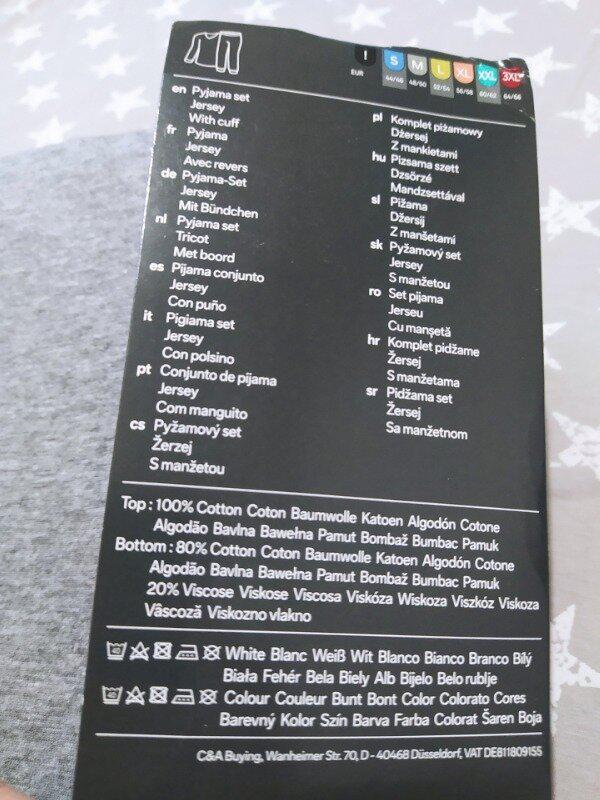 I S M L XL XXL 3XL
EUR 44/46 48/50 52/54 56/58 60/62 64/66
en Pyjama set
Jersey
With cuff
fr Pyjama
Jersey
Avec revers
de Pyjama-Set
Jersey
Mit Bündchen
nl Pyjama set
Tricot
Met boord
es Pijama conjunto
Jersey
Con puño
it Pigiama set
Jersey
Con polsino
pt Conjunto de pijama
Jersey
Com manguito
cs Pyžamový set
Žerzej
S manžetou
pl Komplet piżamowy
Dżersej
Z mankietami
hu Pizsama szett
Dzsörzé
Mandzsettával
sl Pižama
Džersij
Z manšetami
sk Pyžamový set
Jersey
S manžetou
ro Set pijama
Jerseu
Cu manșetă
hr Komplet pidžame
Žersej
S manžetama
sr Pidžama set
Žersej
Sa manžetnom
Top : 100% Cotton Coton Baumwolle Katoen Algodón Cotone
Algodão Bavlna Bawełna Pamut Bombaž Bumbac Pamuk
Bottom : 80% Cotton Coton Baumwolle Katoen Algodón Cotone
Algodão Bavlna Bawełna Pamut Bombaž Bumbac Pamuk
20% Viscose Viskose Viscosa Viskóza Wiskoza Viszkóz Viskoza
Vâscoză Viskozno vlakno
40 White Blanc Weiß Wit Blanco Bianco Branco Bílý
Biała Fehér Bela Biely Alb Bijelo Belo rublje
40 Colour Couleur Bunt Bont Color Colorato Cores
Barevný Kolor Szín Barva Farba Colorat Šaren Boja
C&A Buying, Wanheimer Str. 70, D - 40468 Düsseldorf, VAT DE811809155